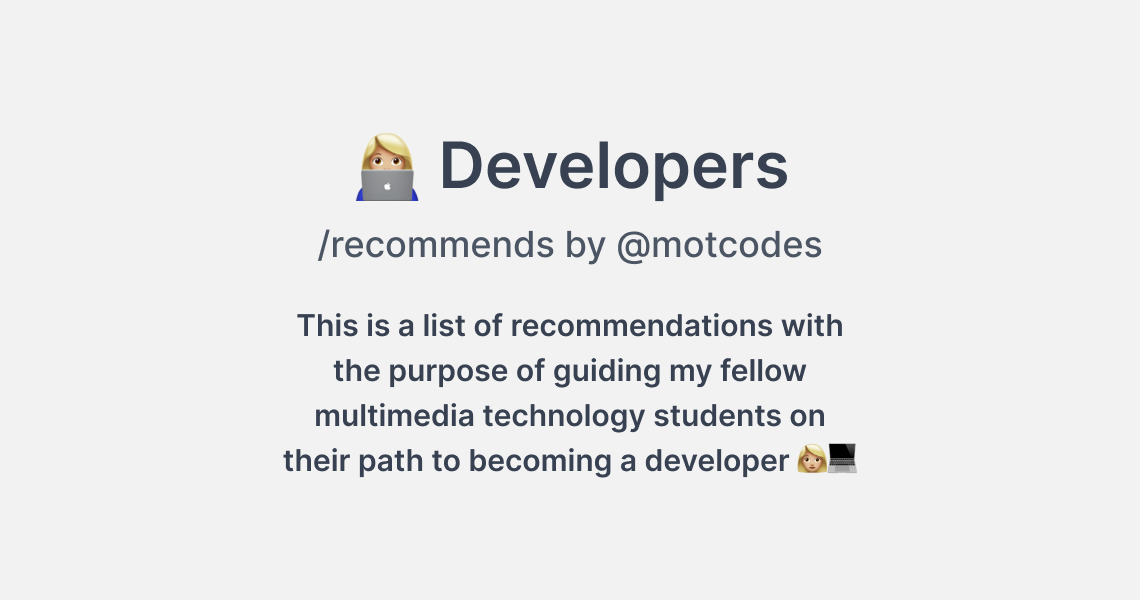 👩🏼‍💻 Developers
/recommends by @motcodes
This is a list of recommendations with
the purpose of guiding my fellow
multimedia technology students on
their path to becoming a developer 👩🏼💻